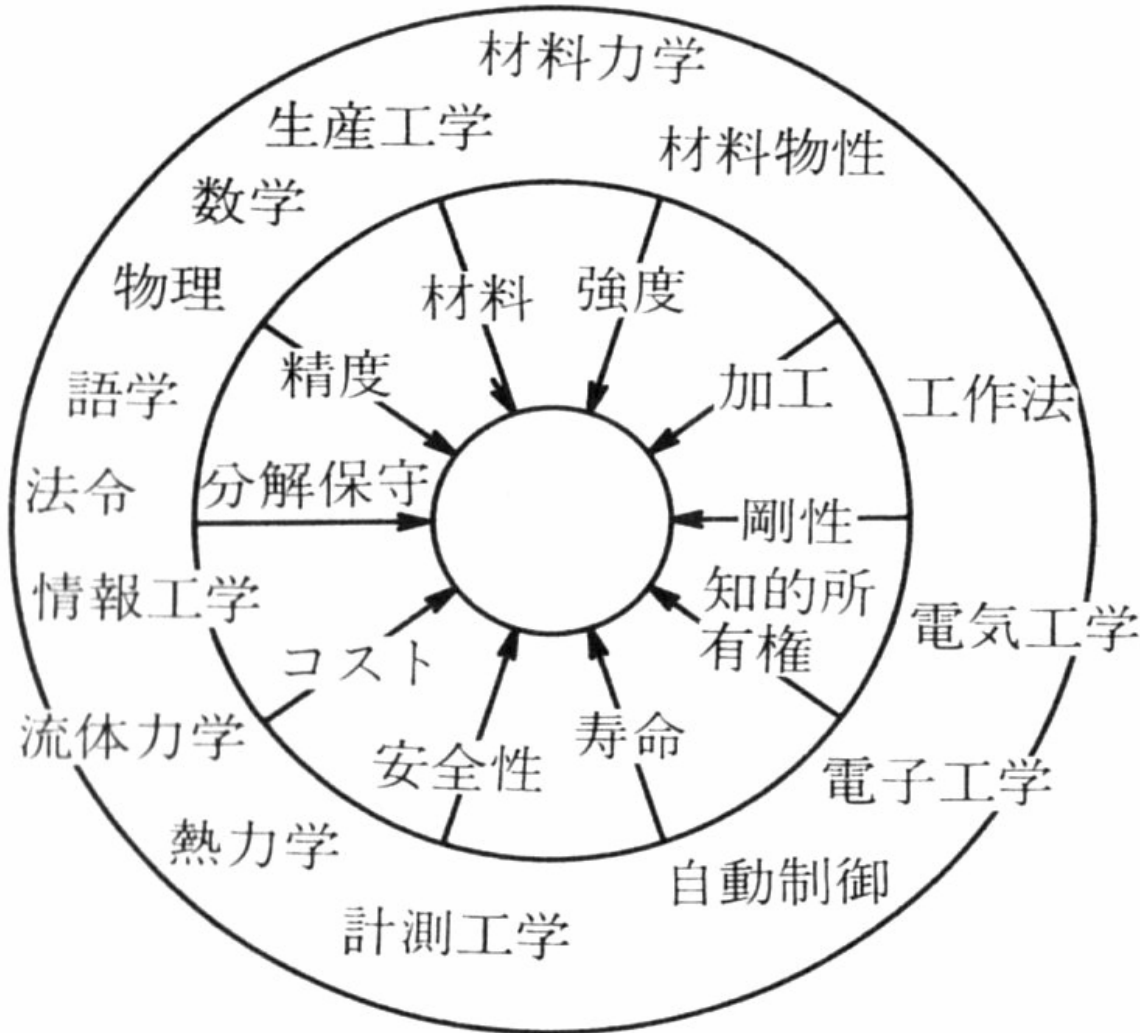 材料力学
生産工学
材料物性
数学
物理
語学
法令
情報工学
流体力学
熱力学
計測工学
自動制御
電子工学
電気工学
工作法
材料
強度
精度
加工
分解保守
剛性
知的所
有権
コスト
安全性
寿命